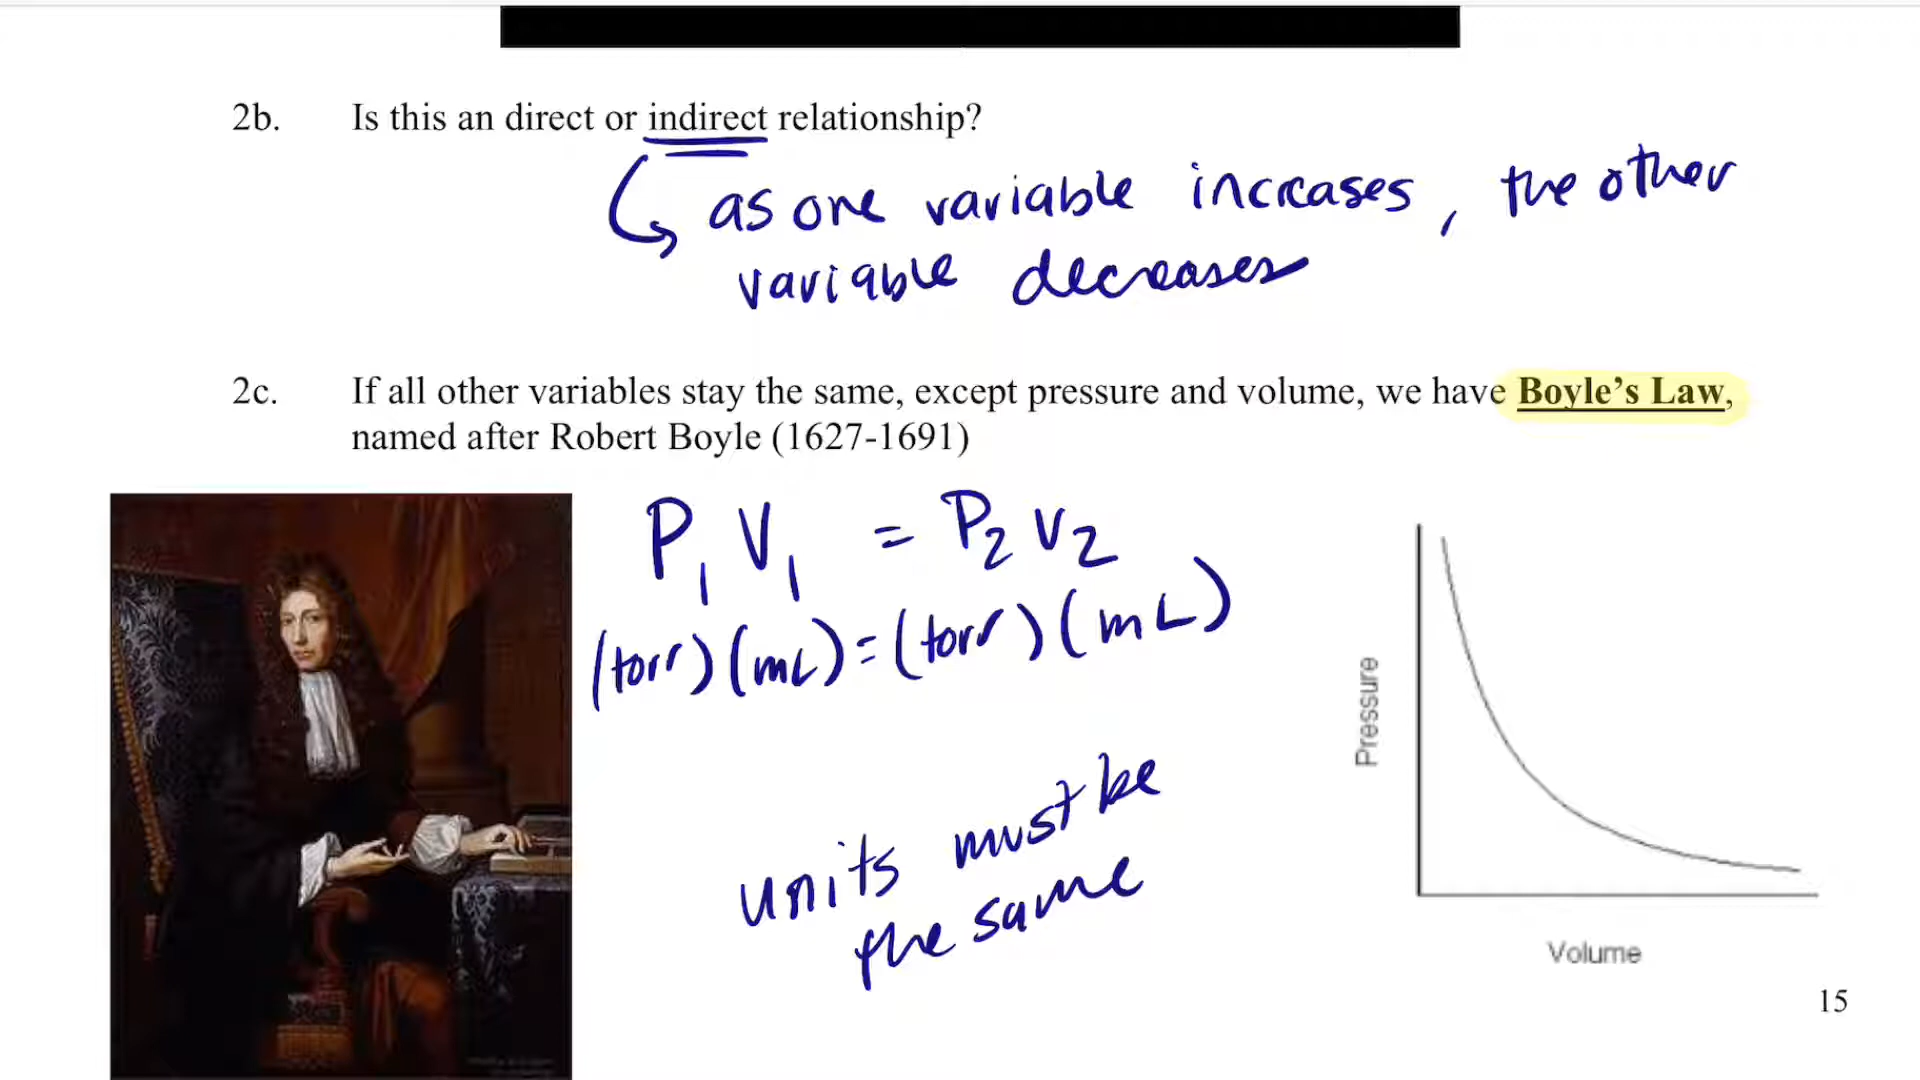 2b. Is this an direct or indirect relationship?
as one variable increases, the other
variable decreases
2c. If all other variables stay the same, except pressure and volume, we have Boyle's Law,
named after Robert Boyle (1627-1691)
P₁ V₁ = P₂ V₂
(torr)(mL)=(torr)(mL)
units must be
the same
Pressure
Volume
15